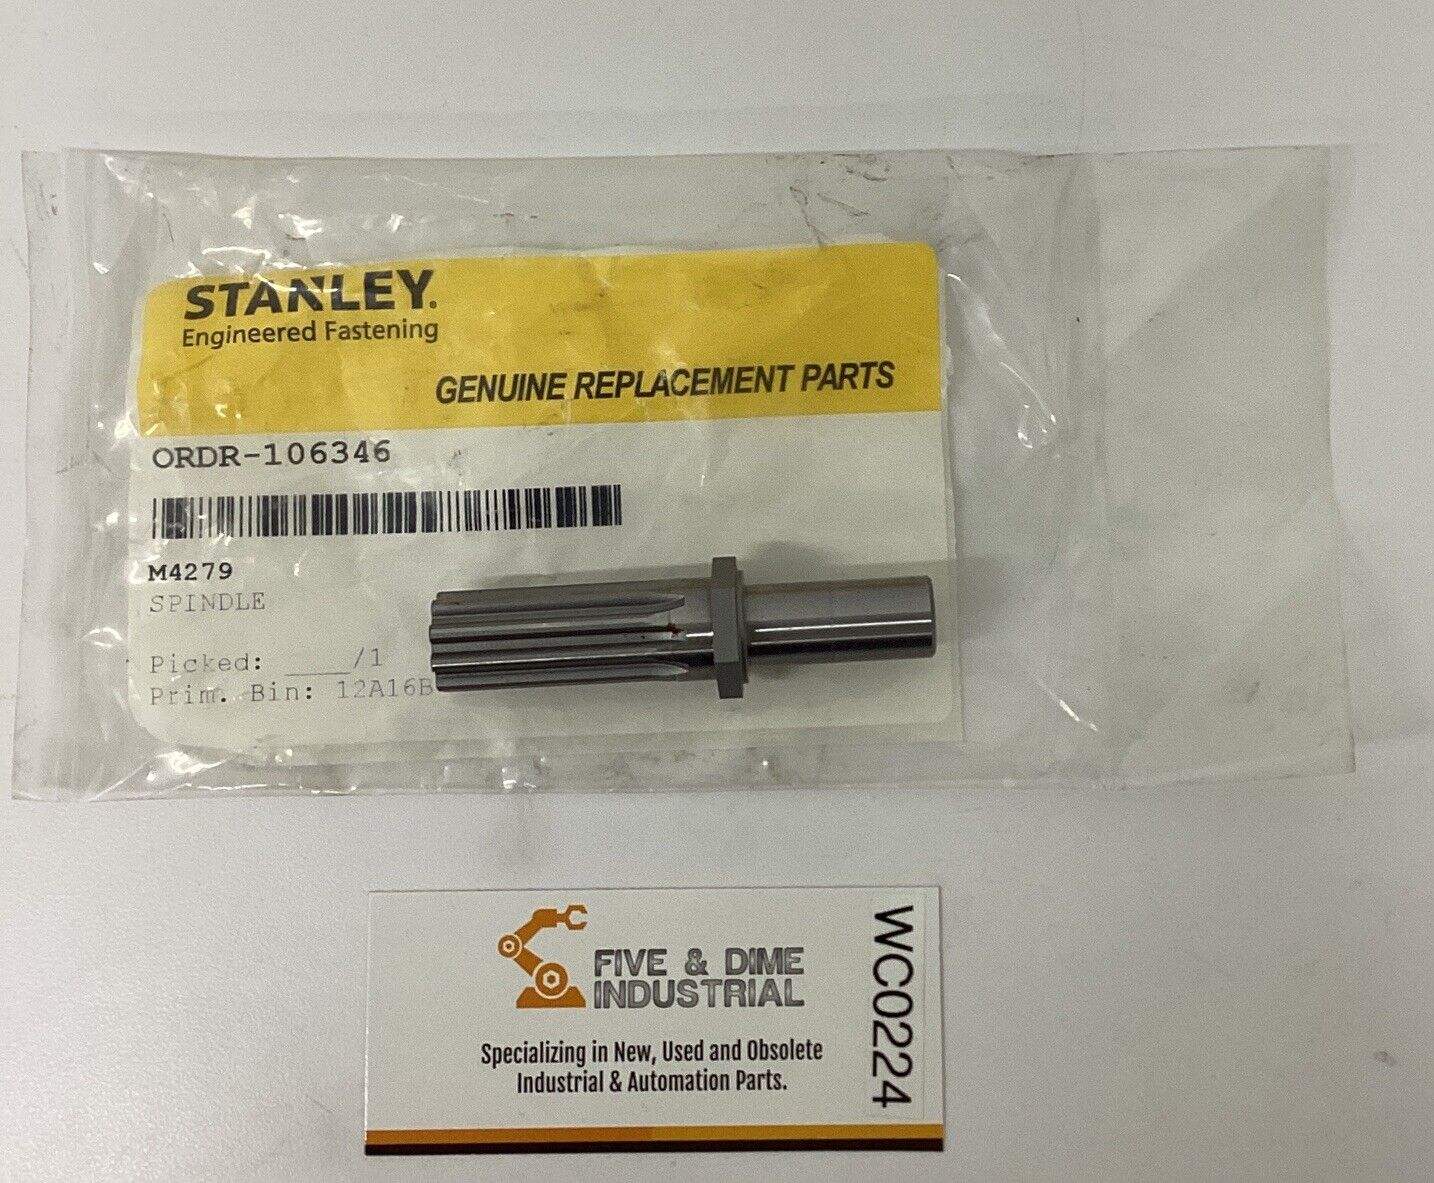 STANLEY.
Engineered Fastening
GENUINE REPLACEMENT PARTS
ORDR-106346
M4279
SPINDLE
Picked: ____/1
Prim. Bin: 12A16B
FIVE & DIME
INDUSTRIAL
Specializing in New, Used and Obsolete
Industrial & Automation Parts.
WC0224